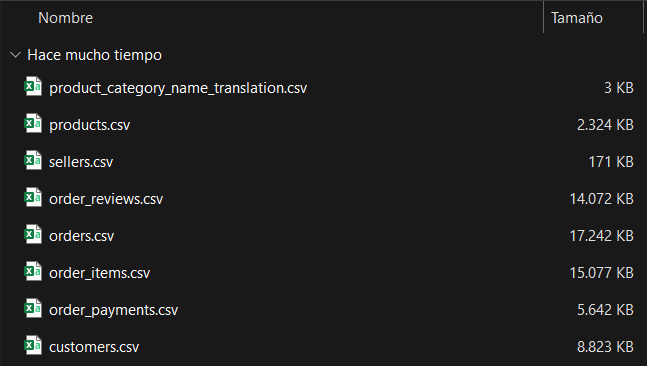 Nombre Tamaño
Hace mucho tiempo
product_category_name_translation.csv 3 KB
products.csv 2.324 KB
sellers.csv 171 KB
order_reviews.csv 14.072 KB
orders.csv 17.242 KB
order_items.csv 15.077 KB
order_payments.csv 5.642 KB
customers.csv 8.823 KB